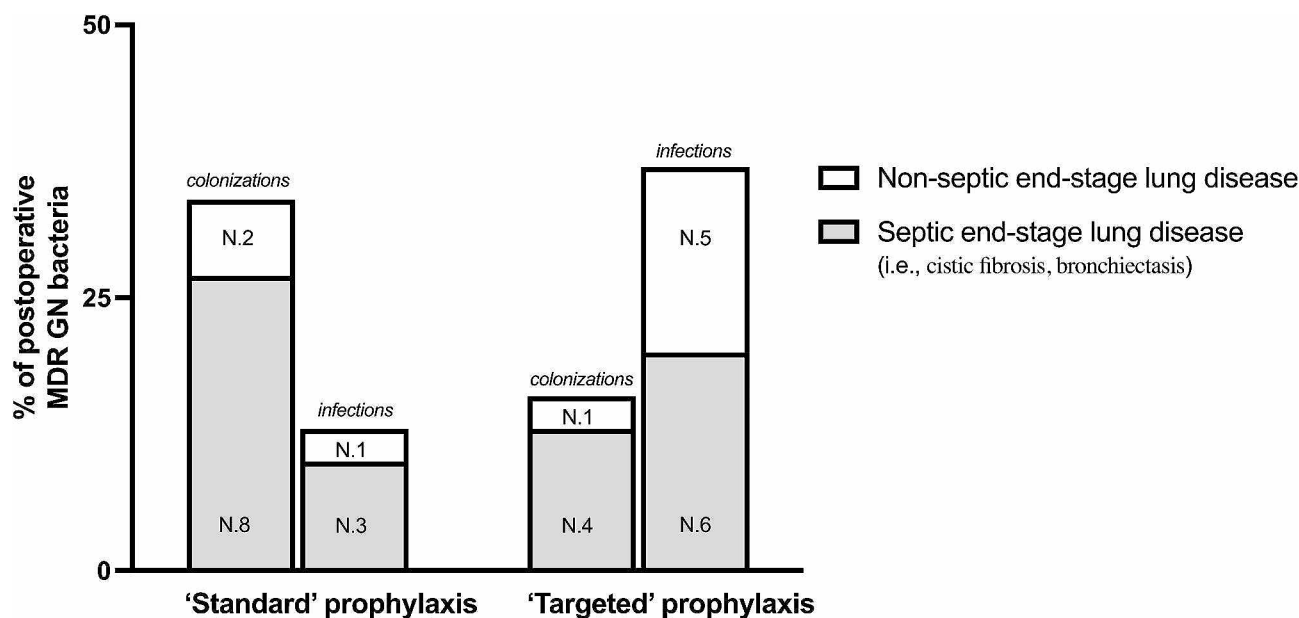 50
25
0
% of postoperative
MDR GN bacteria
colonizations
N.2
N.8
infections
N.1
N.3
colonizations
N.1
N.4
infections
N.5
N.6
'Standard' prophylaxis
'Targeted' prophylaxis
Non-septic end-stage lung disease
Septic end-stage lung disease
(i.e., cistic fibrosis, bronchiectasis)